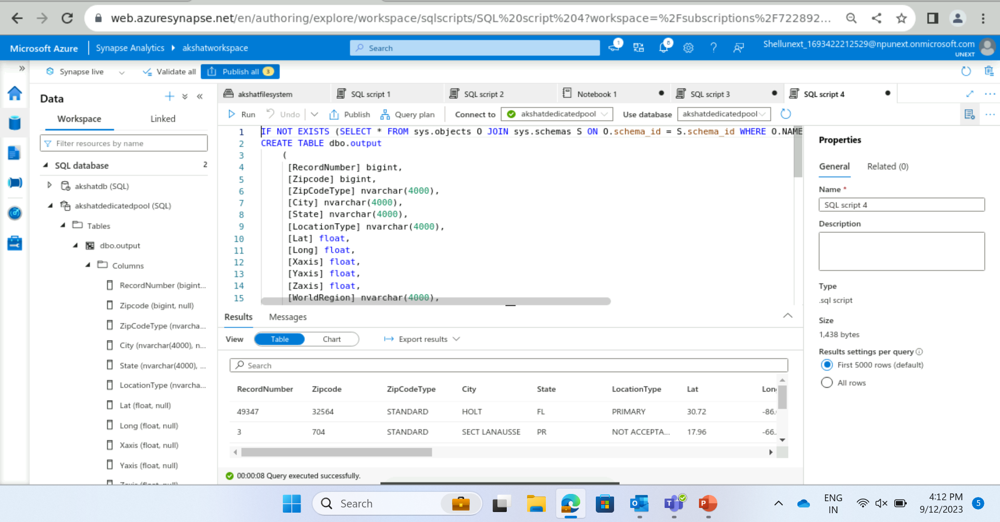 web.azuresynapse.net/en/authoring/explore/workspace/sqlscripts/SQL%20script%204?workspace=%2Fsubscriptions%2F722892...
Microsoft Azure Synapse Analytics akshatworkspace Search 1 8 Shellunext_1693422212529@npunext.onmicrosoft.com
UNEXT
Synapse live Validate all Publish all 3
Data
Workspace Linked
Filter resources by name
SQL database 2
akshatdb (SQL)
akshatdedicatedpool (SQL)
Tables
dbo.output
Columns
RecordNumber (bigint...
Zipcode (bigint, null)
ZipCodeType (nvarcha...
City (nvarchar(4000), n...
State (nvarchar(4000), ...
LocationType (nvarcha...
Lat (float, null)
Long (float, null)
Xaxis (float, null)
Yaxis (float, null)
akshatfilesystem SQL script 1 SQL script 2 Notebook 1 SQL script 3 SQL script 4
Run Undo Publish Query plan Connect to akshatdedicatedpool Use database akshatdedicatedpool
1 IF NOT EXISTS (SELECT * FROM sys.objects O JOIN sys.schemas S ON O.schema_id = S.schema_id WHERE O.NAME
2 CREATE TABLE dbo.output
3 (
4 [RecordNumber] bigint,
5 [Zipcode] bigint,
6 [ZipCodeType] nvarchar(4000),
7 [City] nvarchar(4000),
8 [State] nvarchar(4000),
9 [LocationType] nvarchar(4000),
10 [Lat] float,
11 [Long] float,
12 [Xaxis] float,
13 [Yaxis] float,
14 [Zaxis] float,
15 [WorldRegion] nvarchar(4000),
Results Messages
View Table Chart Export results
Search
RecordNumber Zipcode ZipCodeType City State LocationType Lat
49347 32564 STANDARD HOLT FL PRIMARY 30.72 -86.
3 704 STANDARD SECT LANAUSSE PR NOT ACCEPTA... 17.96 -66..
00:00:08 Query executed successfully.
Properties
General Related (0)
Name *
SQL script 4
Description
Type
.sql script
Size
1,438 bytes
Results settings per query
First 5000 rows (default)
All rows
Search
ENG
IN
4:12 PM
9/12/2023
5